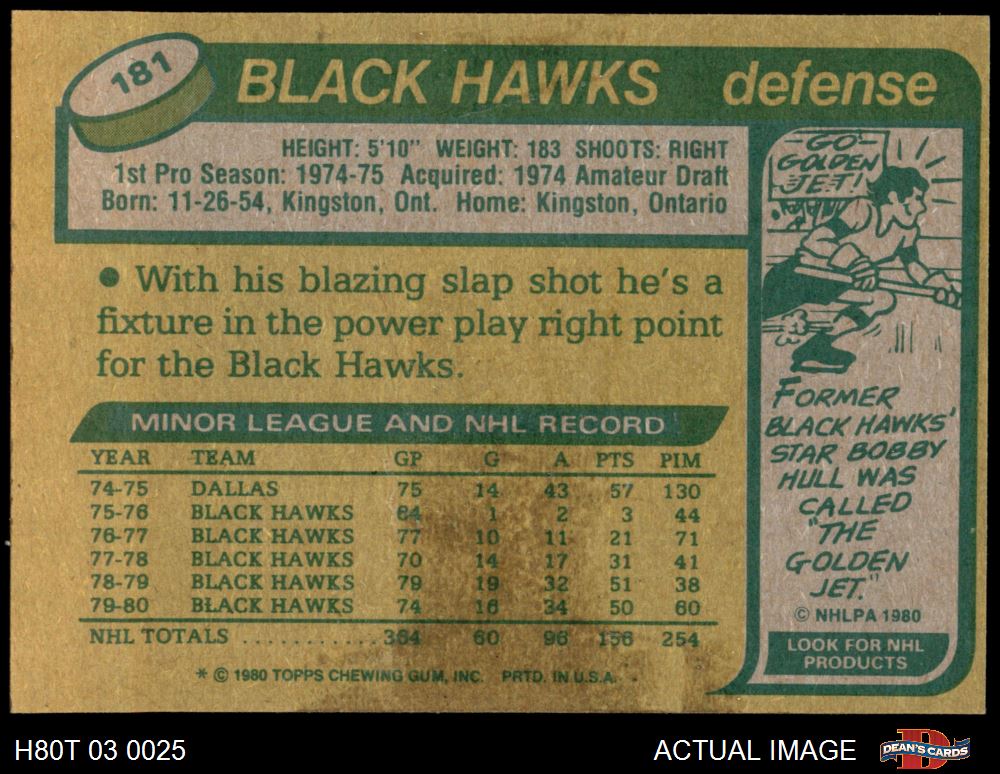 181
BLACK HAWKS defense
HEIGHT: 5'10" WEIGHT: 183 SHOOTS: RIGHT
1st Pro Season: 1974-75 Acquired: 1974 Amateur Draft
Born: 11-26-54, Kingston, Ont. Home: Kingston, Ontario
• With his blazing slap shot he's a
fixture in the power play right point
for the Black Hawks.
MINOR LEAGUE AND NHL RECORD
YEAR TEAM GP G A PTS PIM
74-75 DALLAS 75 14 43 57 130
75-76 BLACK HAWKS 64 1 2 3 44
76-77 BLACK HAWKS 77 10 11 21 71
77-78 BLACK HAWKS 70 14 17 31 41
78-79 BLACK HAWKS 79 19 32 51 38
79-80 BLACK HAWKS 74 16 34 50 60
NHL TOTALS ............ 364 60 96 156 254
* © 1980 TOPPS CHEWING GUM, INC. PRTD. IN U.S.A.
-GO-
GOLDEN
JET!
FORMER
BLACK HAWKS'
STAR BOBBY
HULL WAS
CALLED
"THE
GOLDEN
JET."
© NHLPA 1980
LOOK FOR NHL
PRODUCTS
H80T 03 0025
ACTUAL IMAGE
D
DEAN'S CARDS